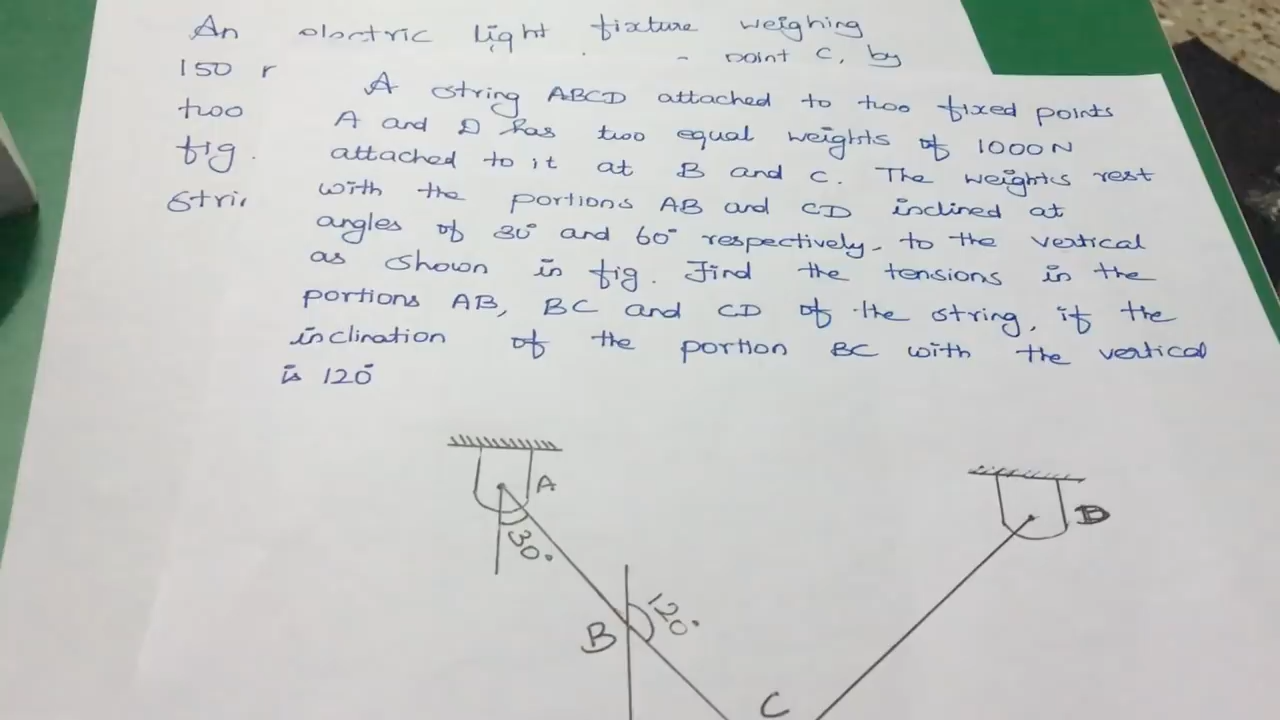 An electric light fixture weighing
150 point C, by
two
fig.
stri
A string ABCD attached to two fixed points
A and D has two equal weights of 1000 N
attached to it at B and C. The weights rest
with the portions AB and CD inclined at
angles of 30° and 60° respectively, to the vertical
as shown in fig. Find the tensions in the
portions AB, BC and CD of the string, if the
inclination of the portion BC with the vertical
is 120°
A
30°
D
120°
B
C